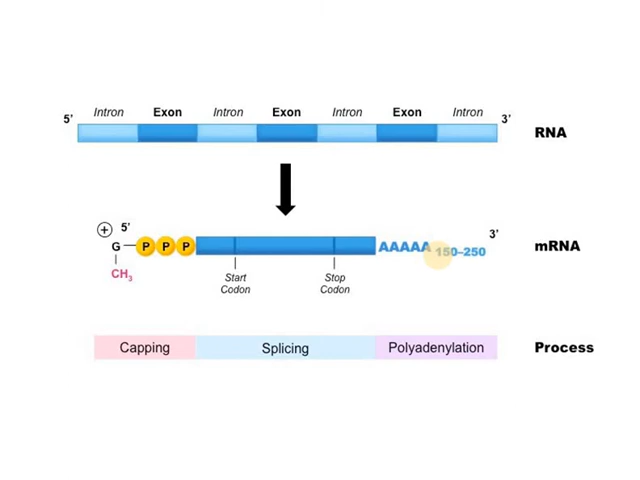 5’ Intron Exon Intron Exon Intron Exon Intron 3’
RNA
+ 5’ 3’
G P P P AAAAA 150–250 mRNA
CH3
Start Codon
Stop Codon
Capping Splicing Polyadenylation Process